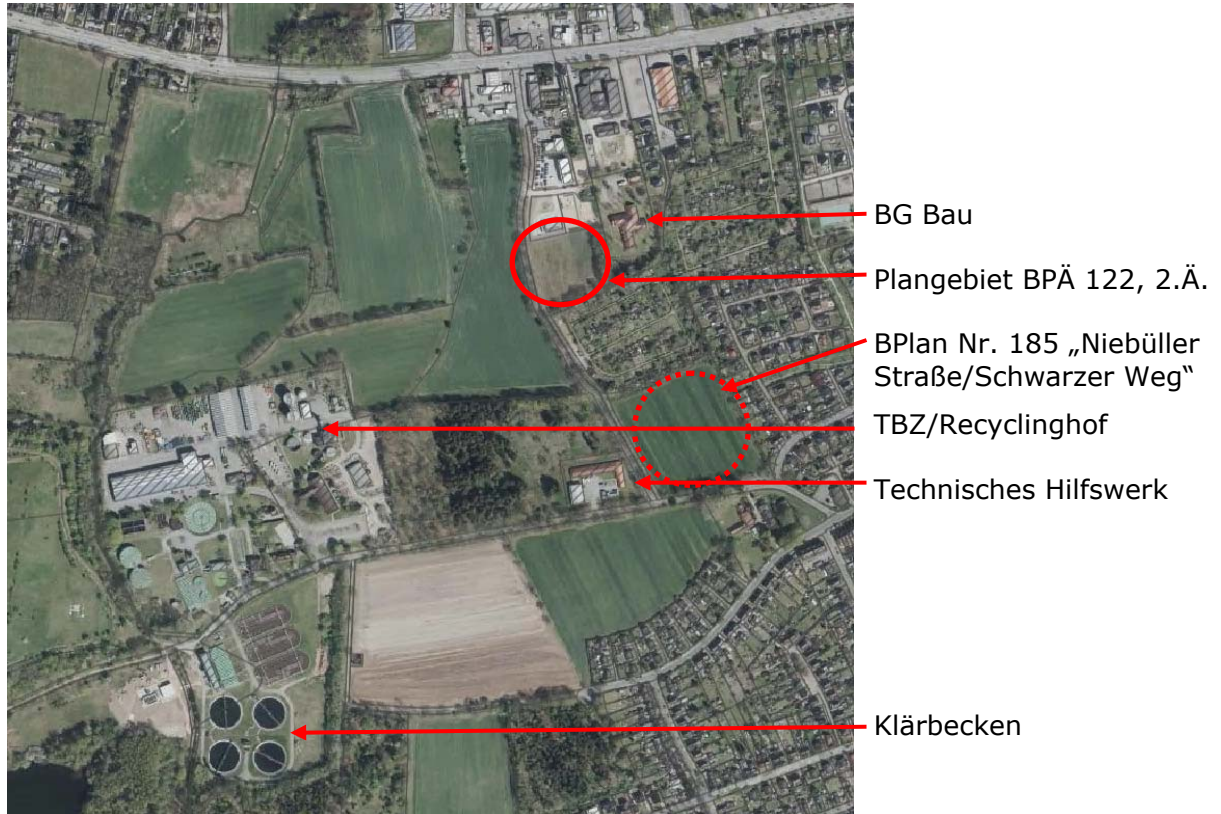 BG Bau
Plangebiet BPÄ 122, 2.Ä.
BPlan Nr. 185 „Niebüller
Straße/Schwarzer Weg“
TBZ/Recyclinghof
Technisches Hilfswerk
Klärbecken